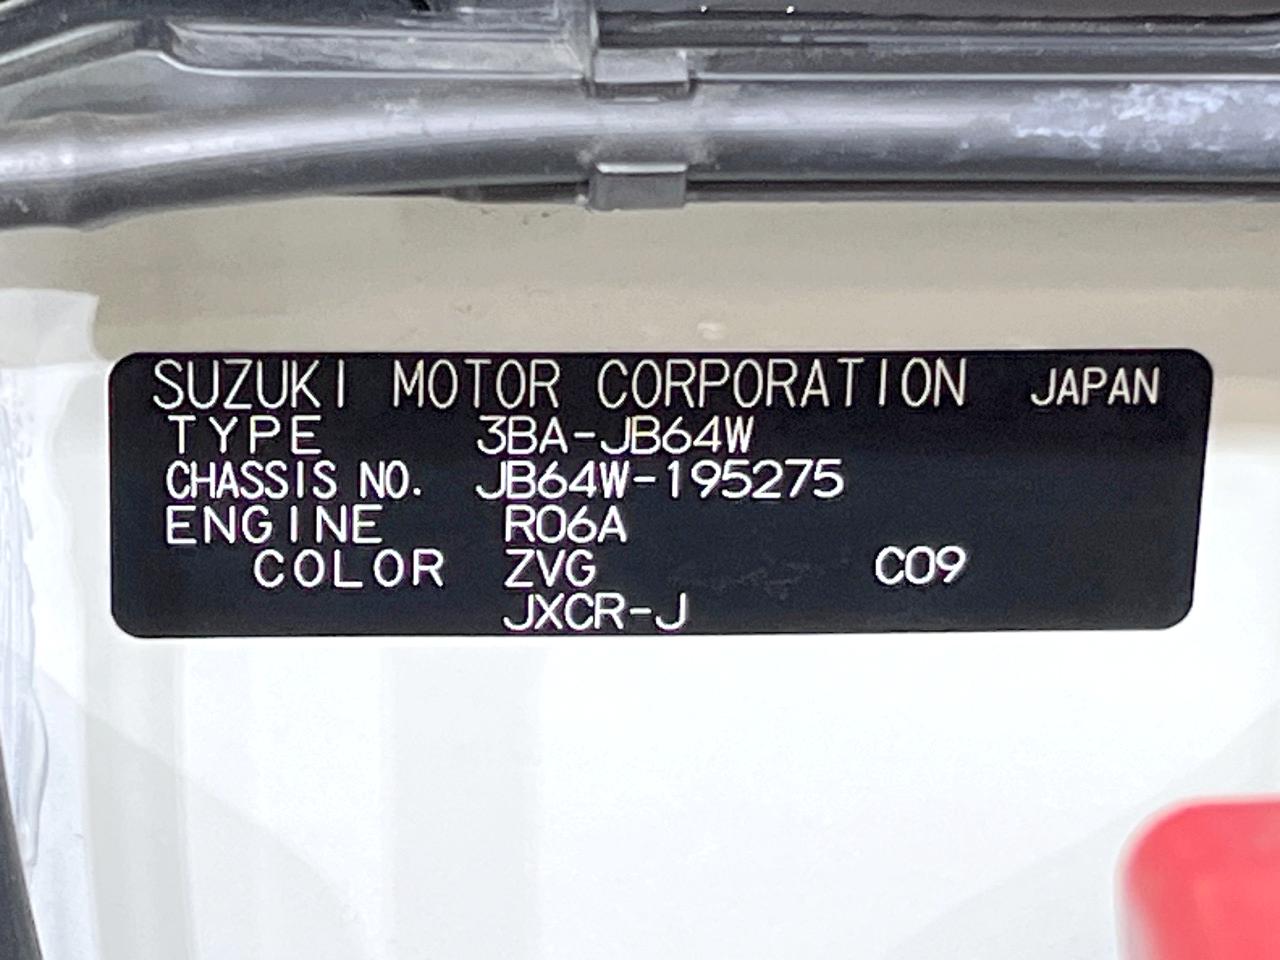 SUZUKI MOTOR CORPORATION JAPAN
TYPE 3BA-JB64W
CHASSIS NO. JB64W-195275
ENGINE R06A
COLOR ZVG C09
JXCR-J